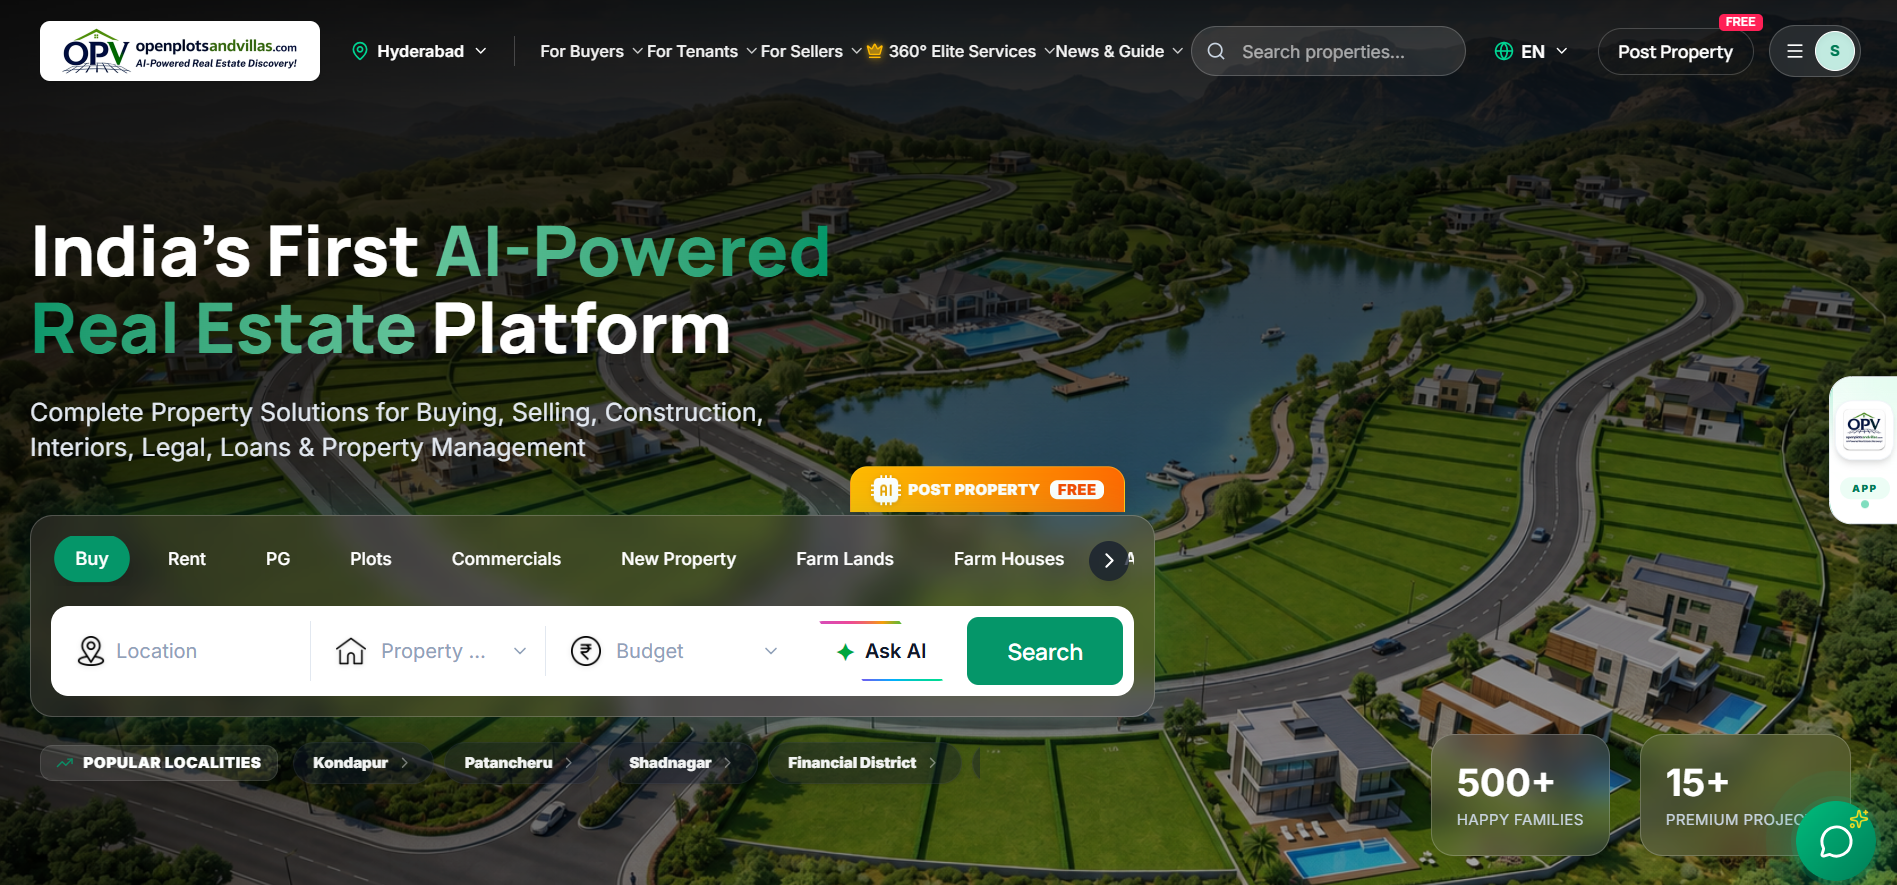 OPV openplotsandvillas.com
AI-Powered Real Estate Discovery!
Hyderabad
For Buyers
For Tenants
For Sellers
360° Elite Services
News & Guide
Search properties...
EN
FREE
Post Property
S
India's First AI-Powered
Real Estate Platform
Complete Property Solutions for Buying, Selling, Construction,
Interiors, Legal, Loans & Property Management
AI POST PROPERTY FREE
OPV
APP
Buy
Rent
PG
Plots
Commercials
New Property
Farm Lands
Farm Houses
Location
Property ...
Budget
Ask AI
Search
POPULAR LOCALITIES
Kondapur
Patancheru
Shadnagar
Financial District
500+
HAPPY FAMILIES
15+
PREMIUM PROJEC